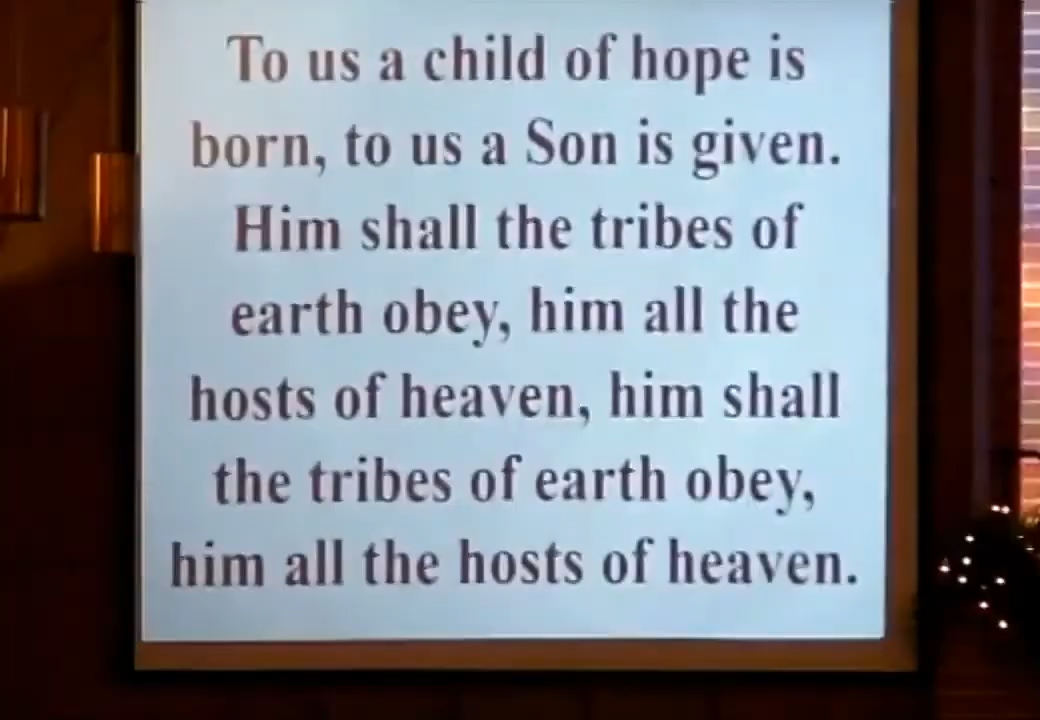 To us a child of hope is
born, to us a Son is given.
Him shall the tribes of
earth obey, him all the
hosts of heaven, him shall
the tribes of earth obey,
him all the hosts of heaven.